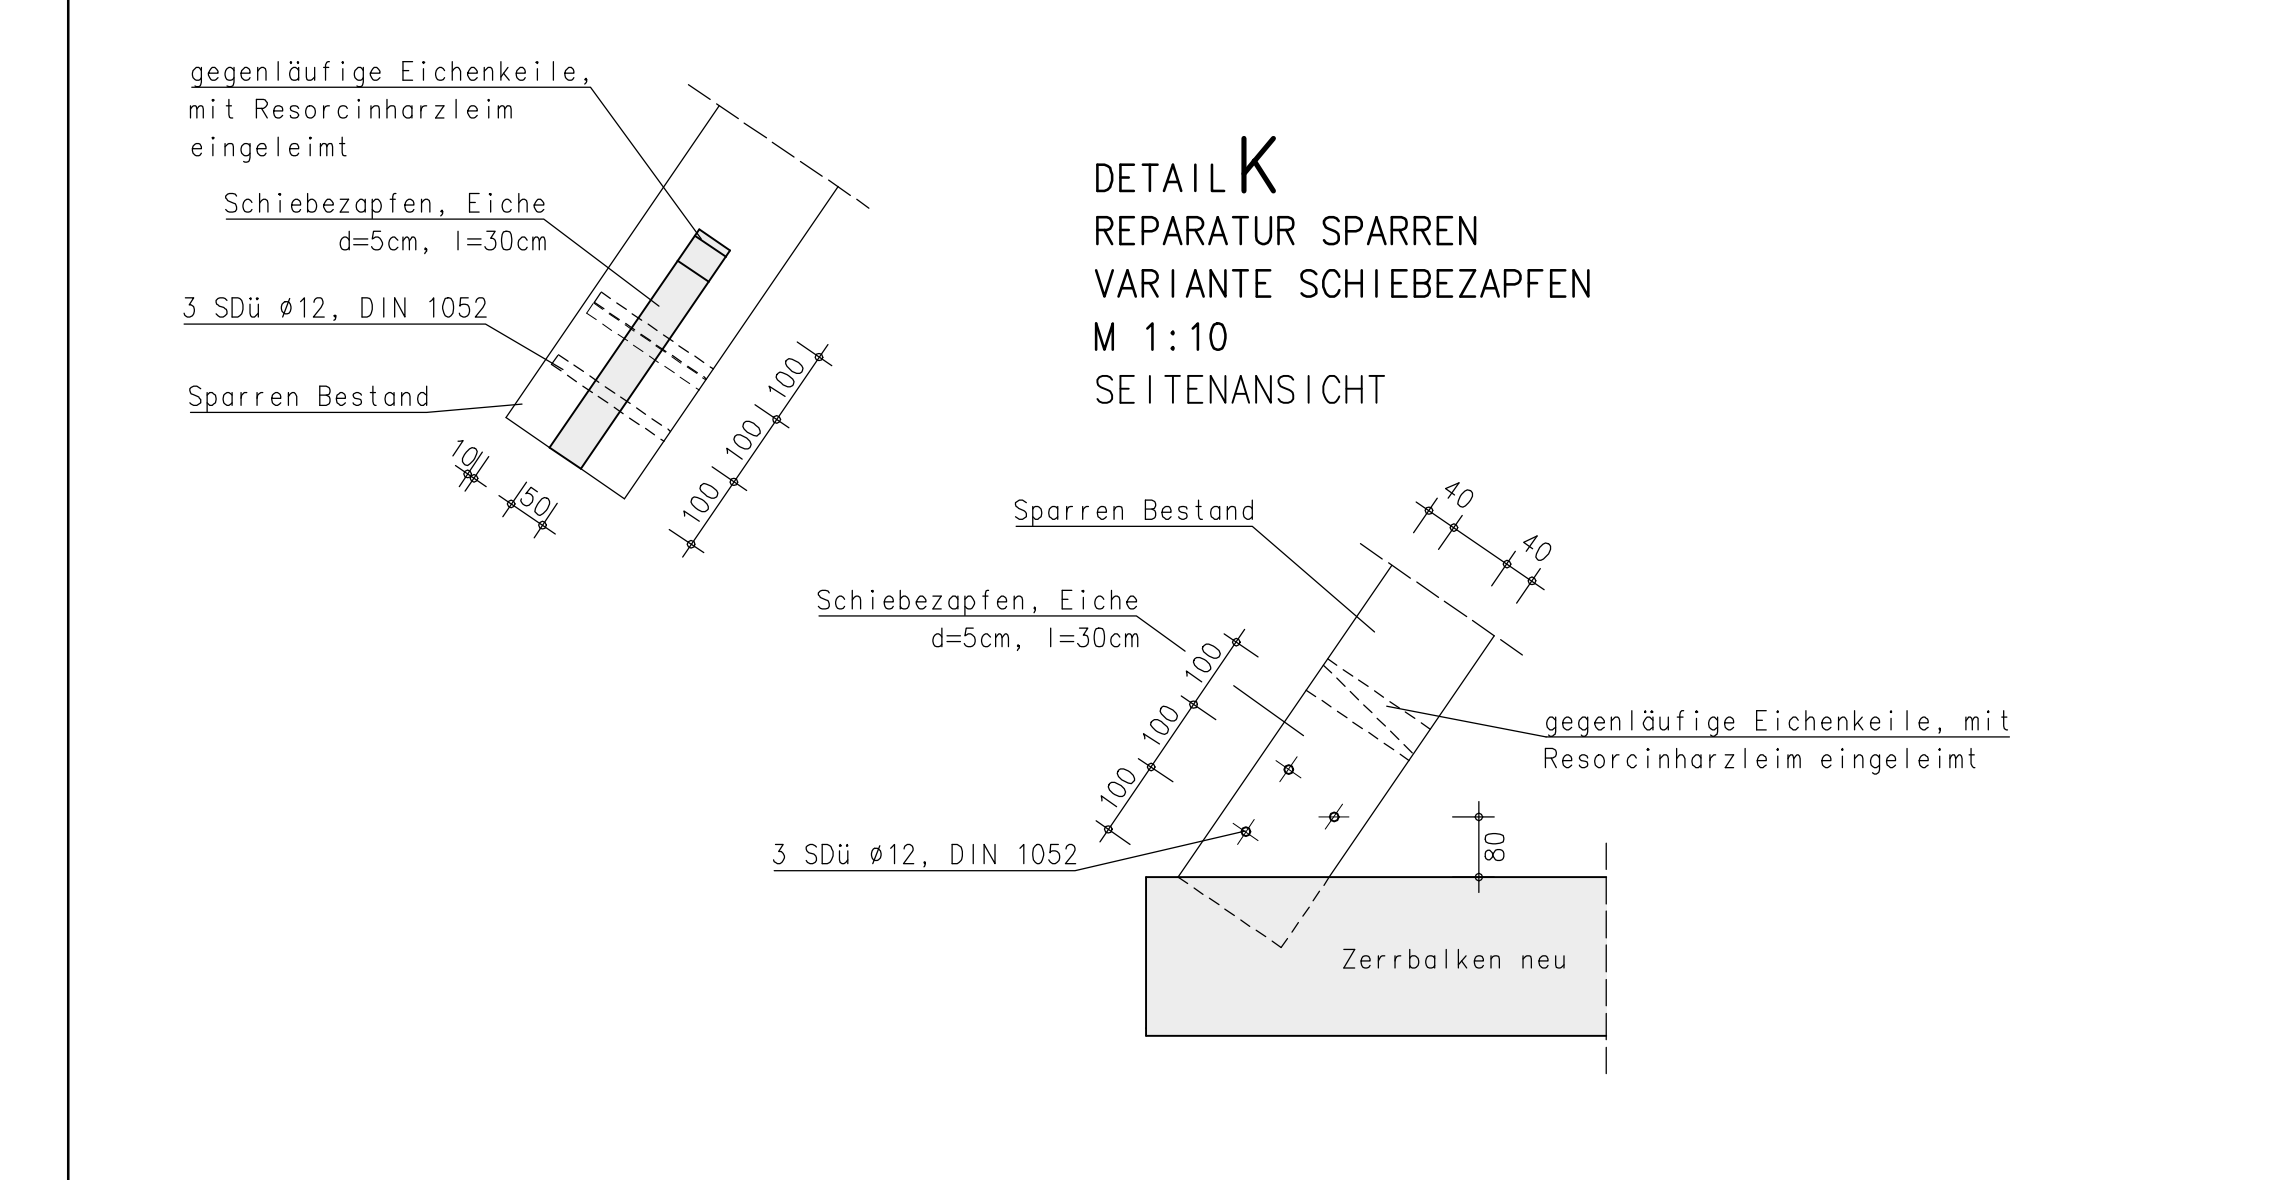 gegenläufige Eichenkeile,
mit Resorcinharzleim
eingeleimt
Schiebezapfen, Eiche
d=5cm, l=30cm
3 SDü ø12, DIN 1052
Sparren Bestand
10
50
100
100
100
DETAIL K
REPARATUR SPARREN
VARIANTE SCHIEBEZAPFEN
M 1:10
SEITENANSICHT
40
40
Sparren Bestand
Schiebezapfen, Eiche
d=5cm, l=30cm
100
100
100
gegenläufige Eichenkeile, mit
Resorcinharzleim eingeleimt
80
3 SDü ø12, DIN 1052
Zerrbalken neu